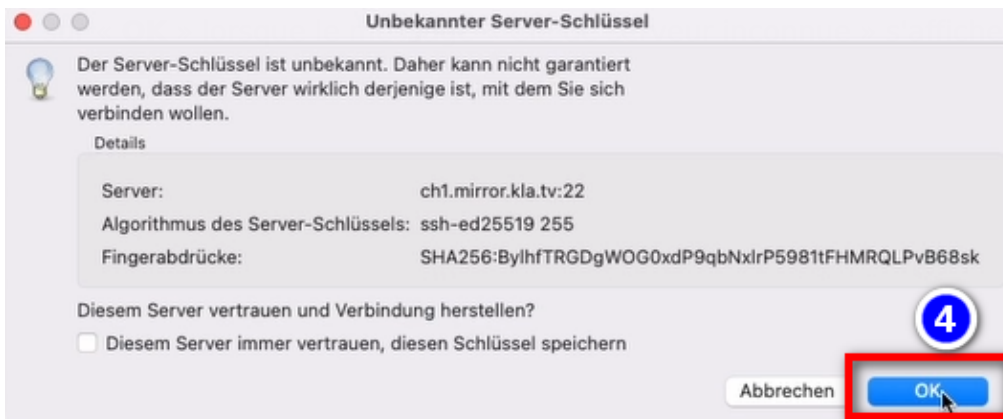 Unbekannter Server-Schlüssel
Der Server-Schlüssel ist unbekannt. Daher kann nicht garantiert
werden, dass der Server wirklich derjenige ist, mit dem Sie sich
verbinden wollen.
Details
Server: ch1.mirror.kla.tv:22
Algorithmus des Server-Schlüssels: ssh-ed25519 255
Fingerabdrücke: SHA256:BylhfTRGDgWOG0xdP9qbNxlrP5981tFHMRQLPvB68sk
Diesem Server vertrauen und Verbindung herstellen?
Diesem Server immer vertrauen, diesen Schlüssel speichern
4
Abbrechen OK